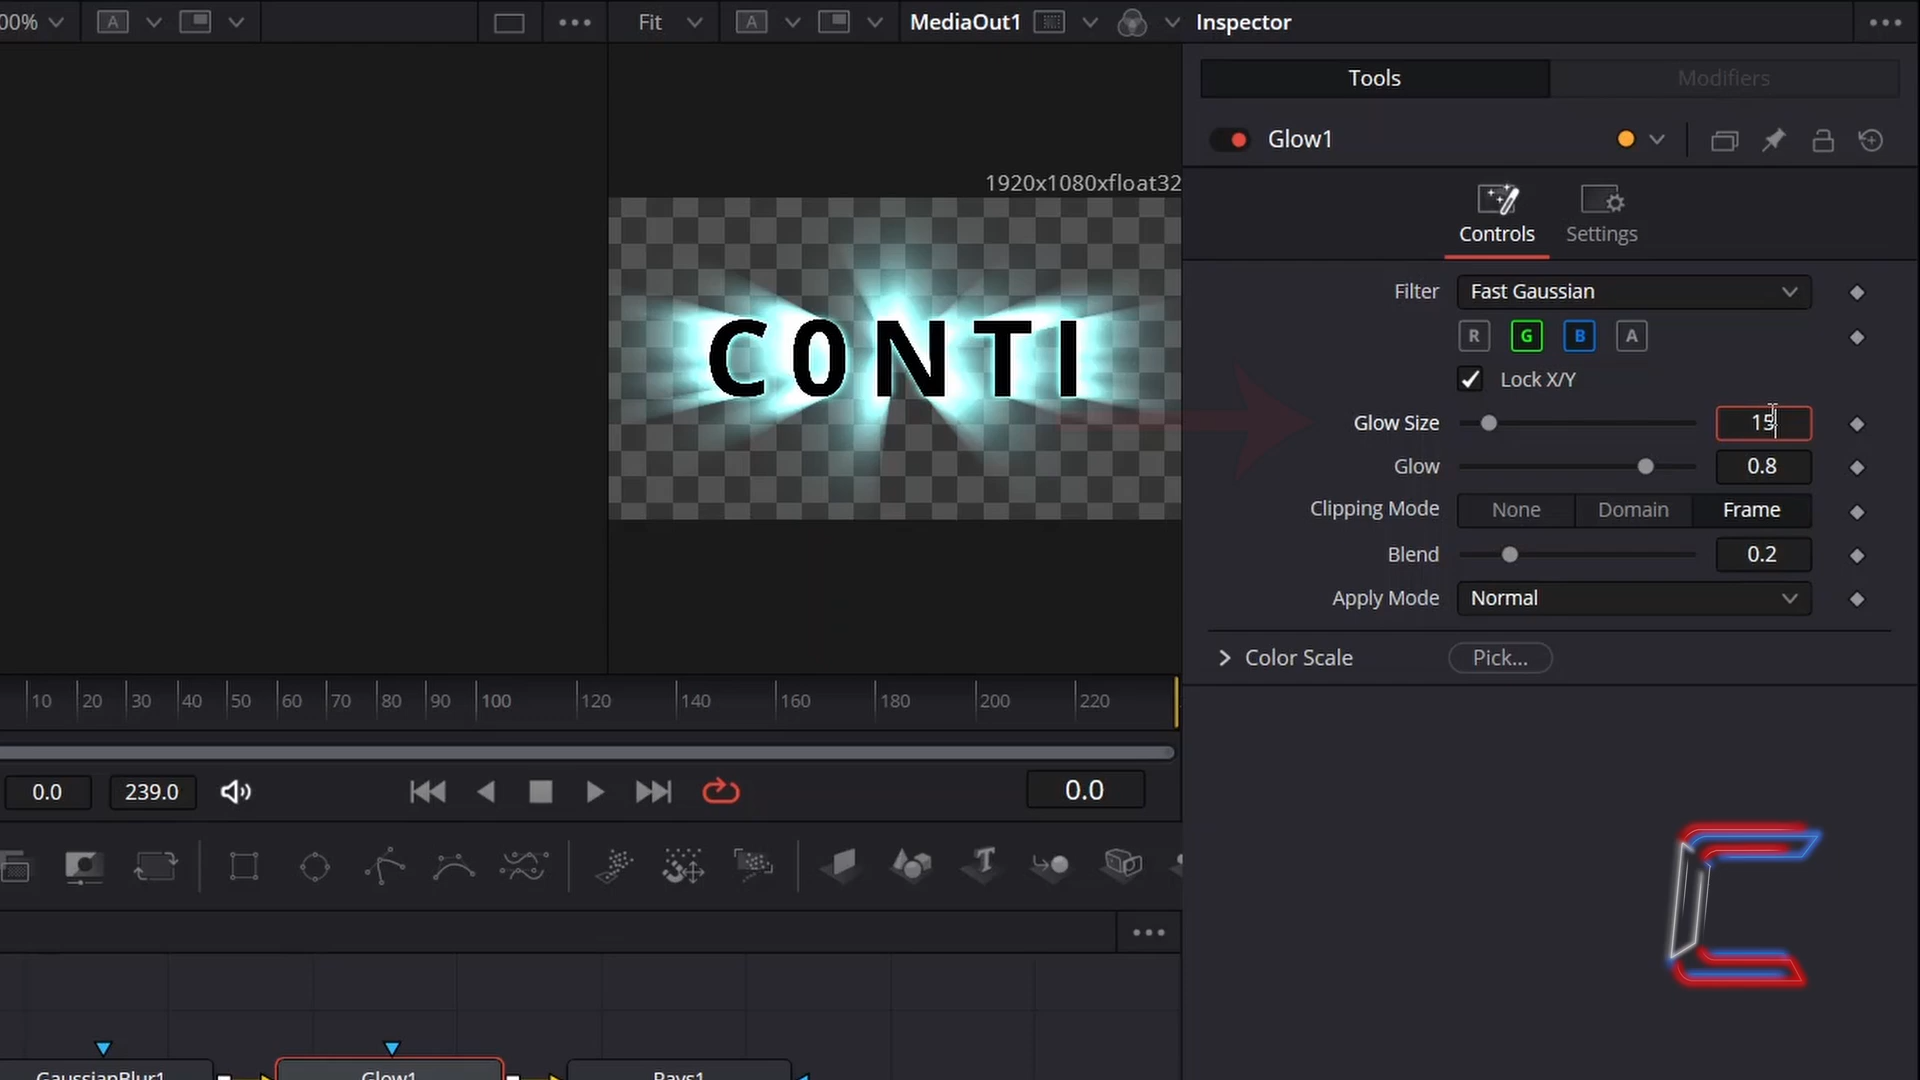 00%
A
Fit
A
MediaOut1
Inspector
Tools
Modifiers
Glow1
1920x1080xfloat32
Controls
Settings
Filter
Fast Gaussian
R G B A
Lock X/Y
C0NTI
Glow Size
15
Glow
0.8
Clipping Mode
None
Domain
Frame
Blend
0.2
Apply Mode
Normal
Color Scale
Pick...
10 20 30 40 50 60 70 80 90 100 120 140 160 180 200 220
0.0
239.0
0.0
T
GaussianBlur1
Glow1
Rays1